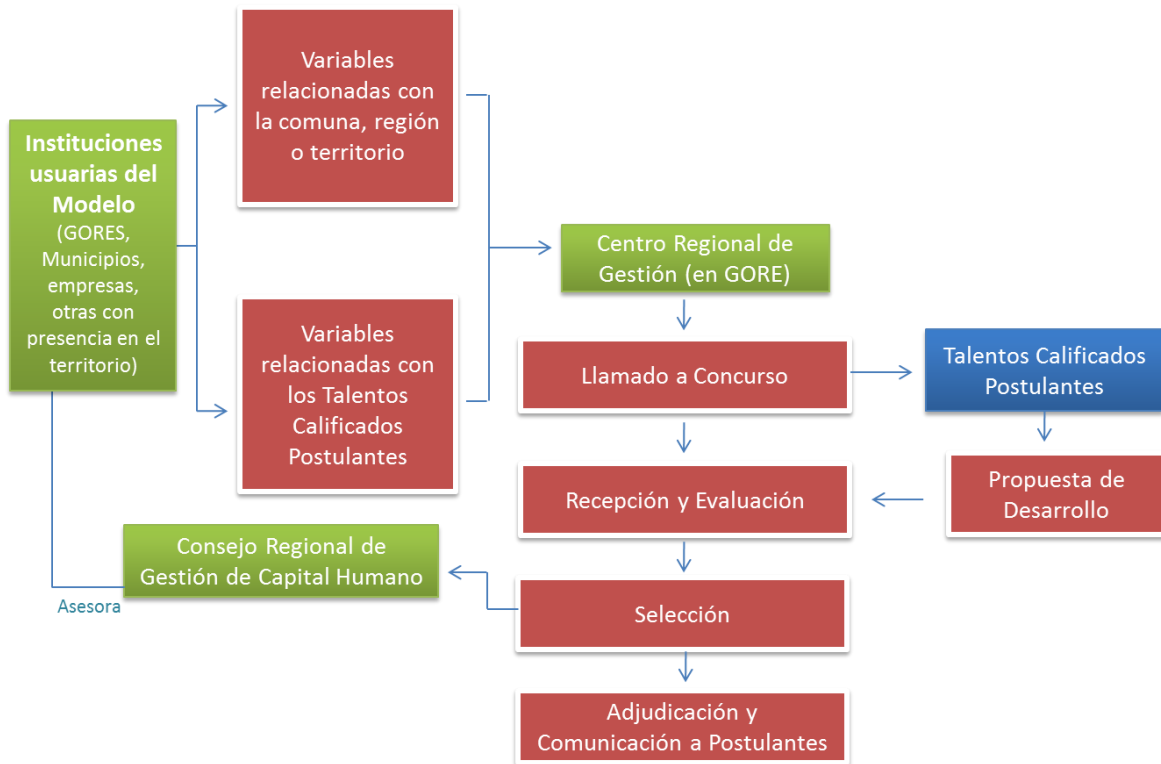 Variables
relacionadas con
la comuna, región
o territorio
Instituciones
usuarias del
Modelo
(GORES,
Municipios,
empresas,
otras con
presencia en el
territorio)
Variables
relacionadas con
los Talentos
Calificados
Postulantes
Centro Regional de
Gestión (en GORE)
Llamado a Concurso
Talentos Calificados
Postulantes
Propuesta de
Desarrollo
Recepción y Evaluación
Consejo Regional de
Gestión de Capital Humano
Asesora
Selección
Adjudicación y
Comunicación a Postulantes